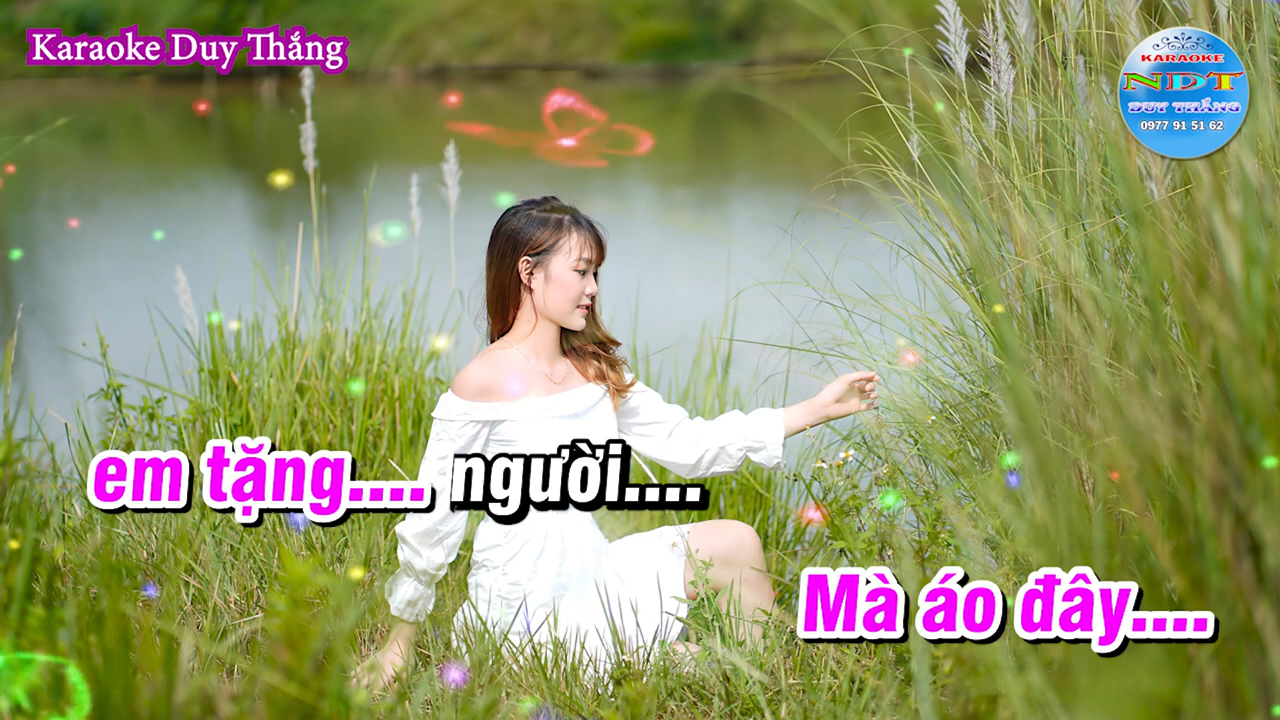 Karaoke Duy Thắng
KARAOKE
NDT
DUY THẮNG
0977 91 51 62
em tặng.... người....
Mà áo đây....